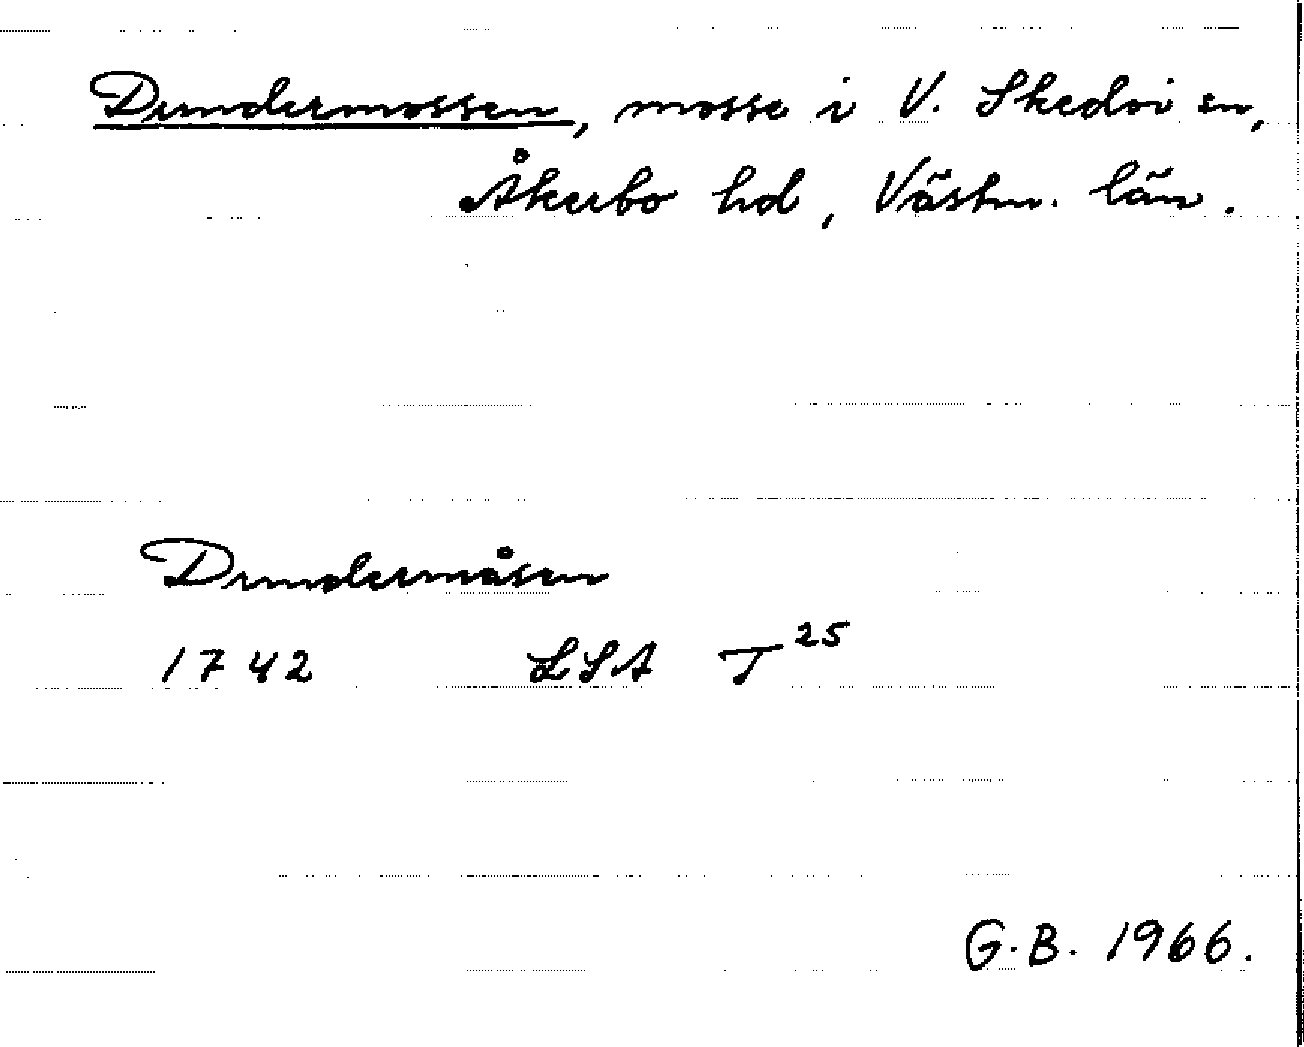 Dundermossen, mosse i V. Skedvi sn,
Åkerbo hd, Västm. län.
Dundermåsen
1742 LSA T 25
G.B. 1966.